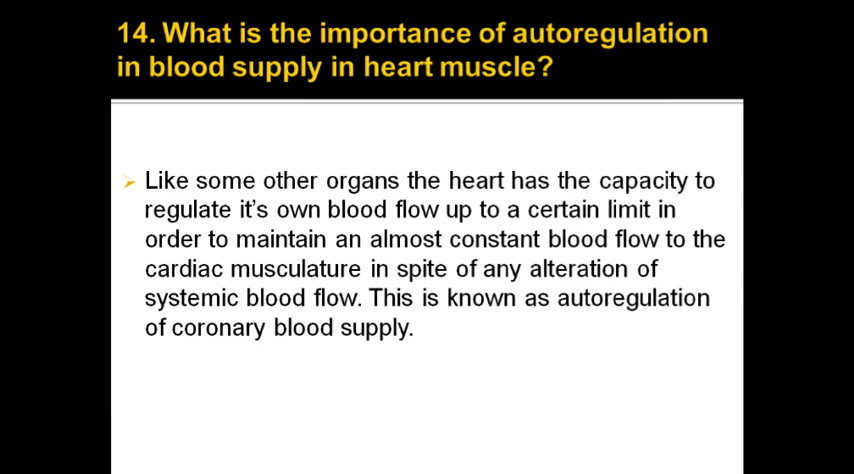 14. What is the importance of autoregulation
in blood supply in heart muscle?
Like some other organs the heart has the capacity to
regulate it's own blood flow up to a certain limit in
order to maintain an almost constant blood flow to the
cardiac musculature in spite of any alteration of
systemic blood flow. This is known as autoregulation
of coronary blood supply.